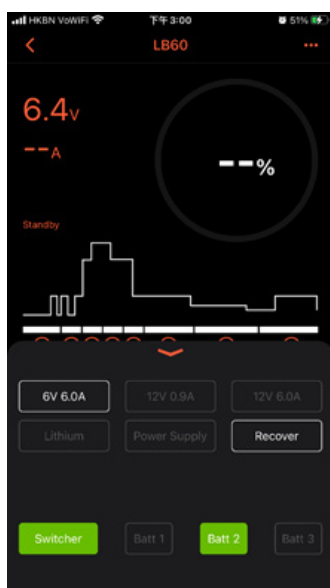 HKBN VoWiFi 下午3:00 51%
LB60
6.4V
--A
--%
Standby
6V 6.0A 12V 0.9A 12V 6.0A
Lithium Power Supply Recover
Switcher Batt 1 Batt 2 Batt 3